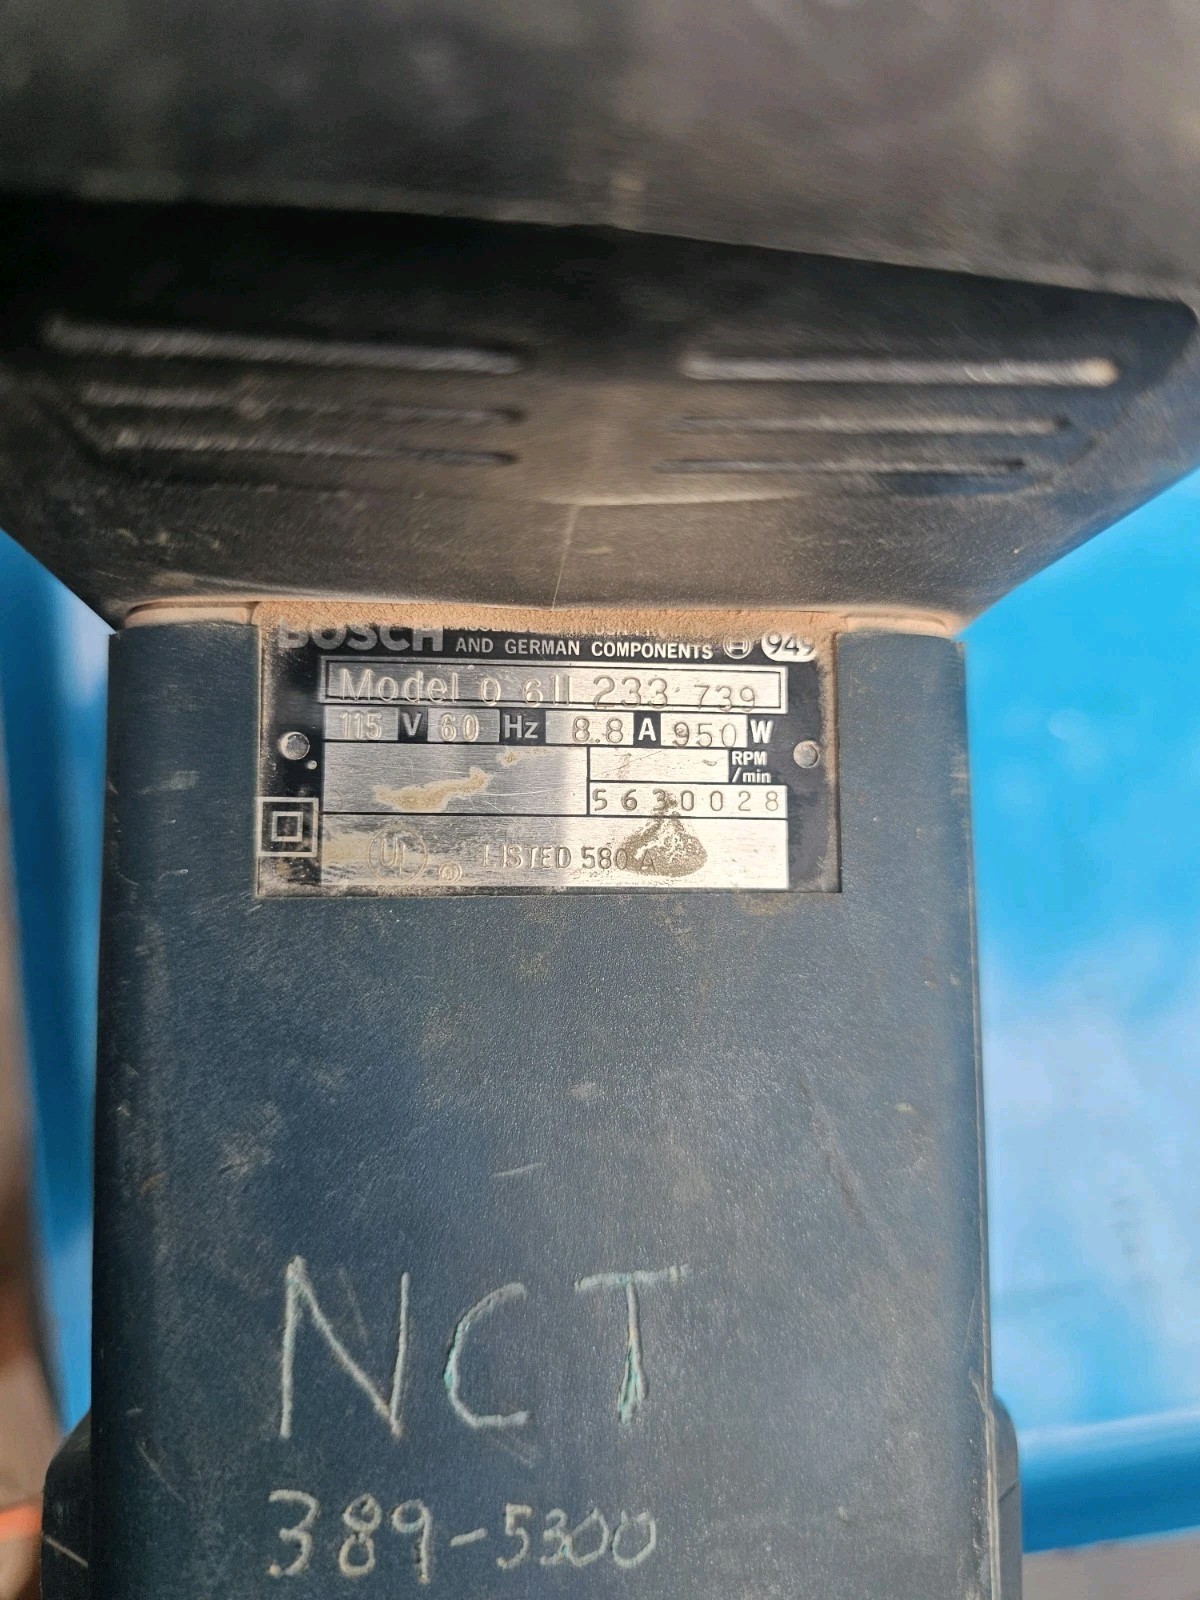 BOSCH
AND GERMAN COMPONENTS 949
Model 0 611 233 739
115 V 60 Hz 8.8 A 950 W
RPM
/min
5630028
UL ® LISTED 580 A
NCT
389-5300